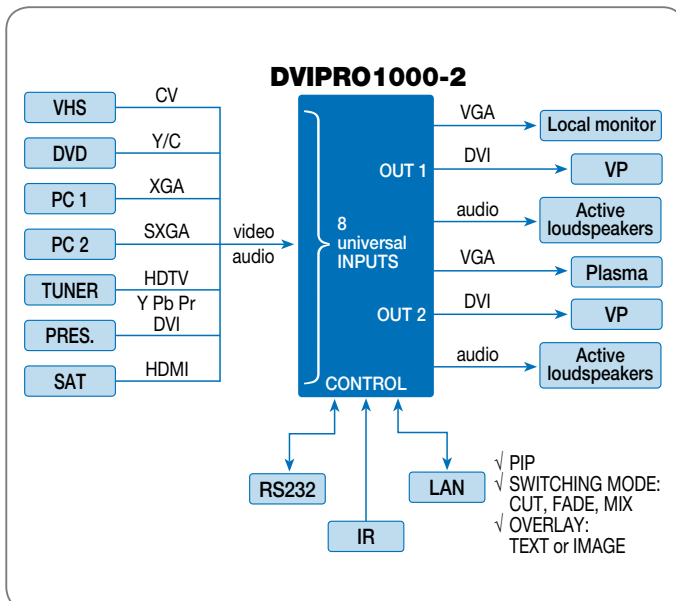 DVIPRO1000-2
VHS
CV
DVD
Y/C
PC 1
XGA
PC 2
SXGA
TUNER
HDTV
Y Pb Pr
PRES.
DVI
SAT
HDMI
video
audio
8
universal
INPUTS
OUT 1
OUT 2
CONTROL
VGA
Local monitor
DVI
VP
audio
Active
loudspeakers
VGA
Plasma
DVI
VP
audio
Active
loudspeakers
RS232
IR
LAN
√ PIP
√ SWITCHING MODE:
CUT, FADE, MIX
√ OVERLAY:
TEXT or IMAGE